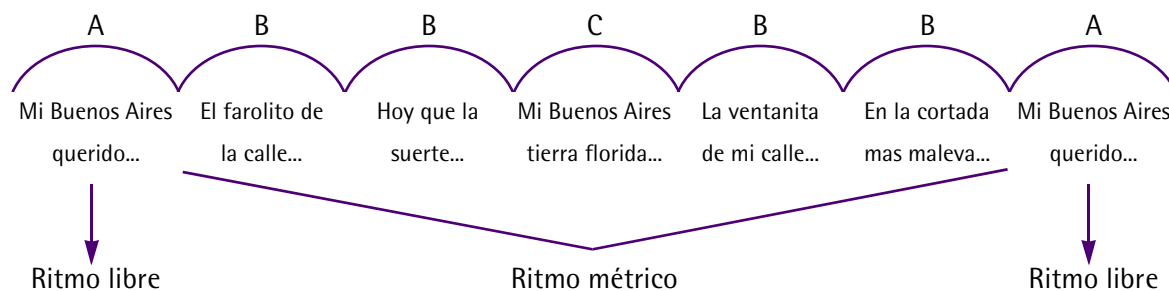 A B B C B B A
Mi Buenos Aires
querido...
El farolito de
la calle...
Hoy que la
suerte...
Mi Buenos Aires
tierra florida...
La ventanita
de mi calle...
En la cortada
mas maleva...
Mi Buenos Aires
querido...
Ritmo libre
Ritmo métrico
Ritmo libre